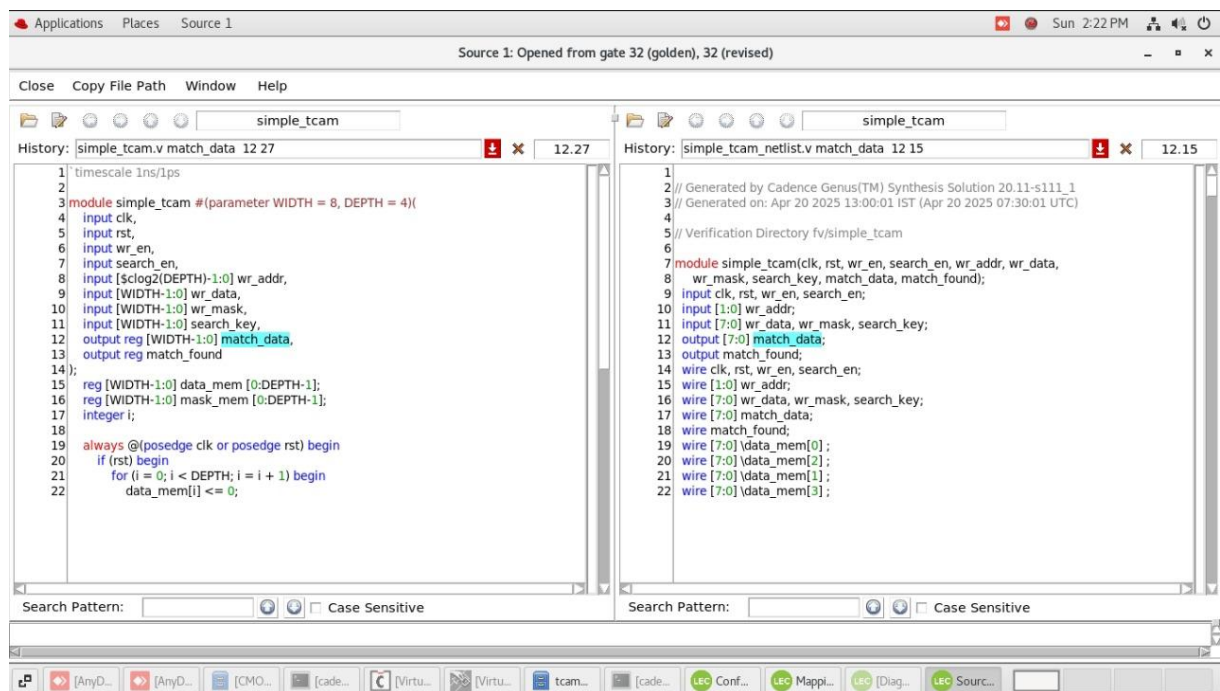 Applications Places Source 1 Sun 2:22 PM
Source 1: Opened from gate 32 (golden), 32 (revised)
Close Copy File Path Window Help
simple_tcam
History: simple_tcam.v match_data 12 27 12.27
1 `timescale 1ns/1ps
2
3 module simple_tcam #(parameter WIDTH = 8, DEPTH = 4)(
4 input clk,
5 input rst,
6 input wr_en,
7 input search_en,
8 input [$clog2(DEPTH)-1:0] wr_addr,
9 input [WIDTH-1:0] wr_data,
10 input [WIDTH-1:0] wr_mask,
11 input [WIDTH-1:0] search_key,
12 output reg [WIDTH-1:0] match_data,
13 output reg match_found
14 );
15 reg [WIDTH-1:0] data_mem [0:DEPTH-1];
16 reg [WIDTH-1:0] mask_mem [0:DEPTH-1];
17 integer i;
18
19 always @(posedge clk or posedge rst) begin
20 if (rst) begin
21 for (i = 0; i < DEPTH; i = i + 1) begin
22 data_mem[i] <= 0;
Search Pattern: Case Sensitive
simple_tcam
History: simple_tcam_netlist.v match_data 12 15 12.15
1
2 // Generated by Cadence Genus(TM) Synthesis Solution 20.11-s111_1
3 // Generated on: Apr 20 2025 13:00:01 IST (Apr 20 2025 07:30:01 UTC)
4
5 // Verification Directory fv/simple_tcam
6
7 module simple_tcam(clk, rst, wr_en, search_en, wr_addr, wr_data,
8 wr_mask, search_key, match_data, match_found);
9 input clk, rst, wr_en, search_en;
10 input [1:0] wr_addr;
11 input [7:0] wr_data, wr_mask, search_key;
12 output [7:0] match_data;
13 output match_found;
14 wire clk, rst, wr_en, search_en;
15 wire [1:0] wr_addr;
16 wire [7:0] wr_data, wr_mask, search_key;
17 wire [7:0] match_data;
18 wire match_found;
19 wire [7:0] \data_mem[0] ;
20 wire [7:0] \data_mem[2] ;
21 wire [7:0] \data_mem[1] ;
22 wire [7:0] \data_mem[3] ;
Search Pattern: Case Sensitive
[AnyD... [AnyD... [CMO... [cade... [Virtu... [Virtu... tcam... [cade... LEC Conf... LEC Mappi... LEC [Diag... LEC Sourc...